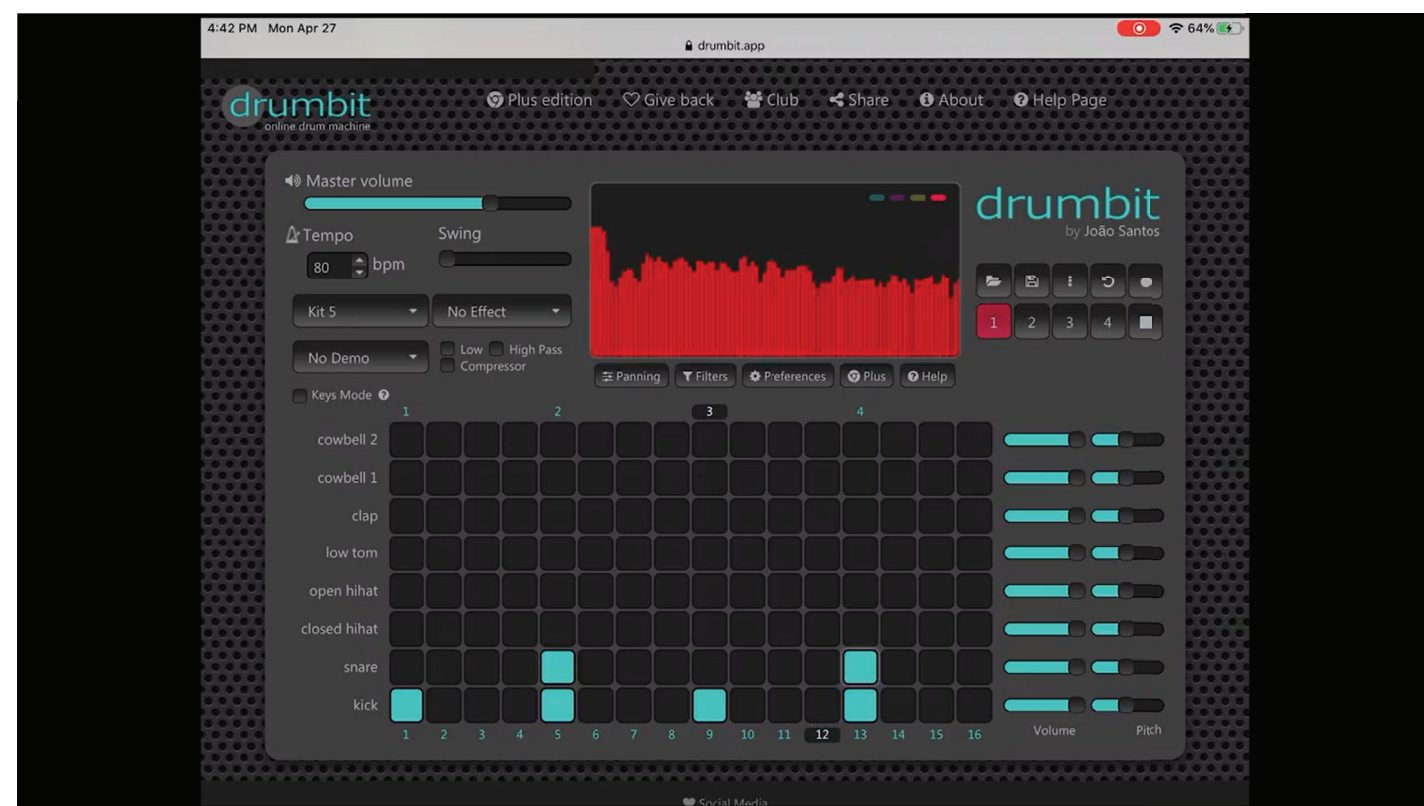 4:42 PM Mon Apr 27
64%
drumbit.app
drumbit
online drum machine
Plus edition Give back Club Share About Help Page
Master volume
drumbit
by João Santos
Tempo Swing
80 bpm
Kit 5 No Effect
1 2 3 4
No Demo Low High Pass
Compressor
Panning Filters Preferences Plus Help
Keys Mode
1 2 3 4
cowbell 2
cowbell 1
clap
low tom
open hihat
closed hihat
snare
kick
1 2 3 4 5 6 7 8 9 10 11 12 13 14 15 16
Volume Pitch
Social Media